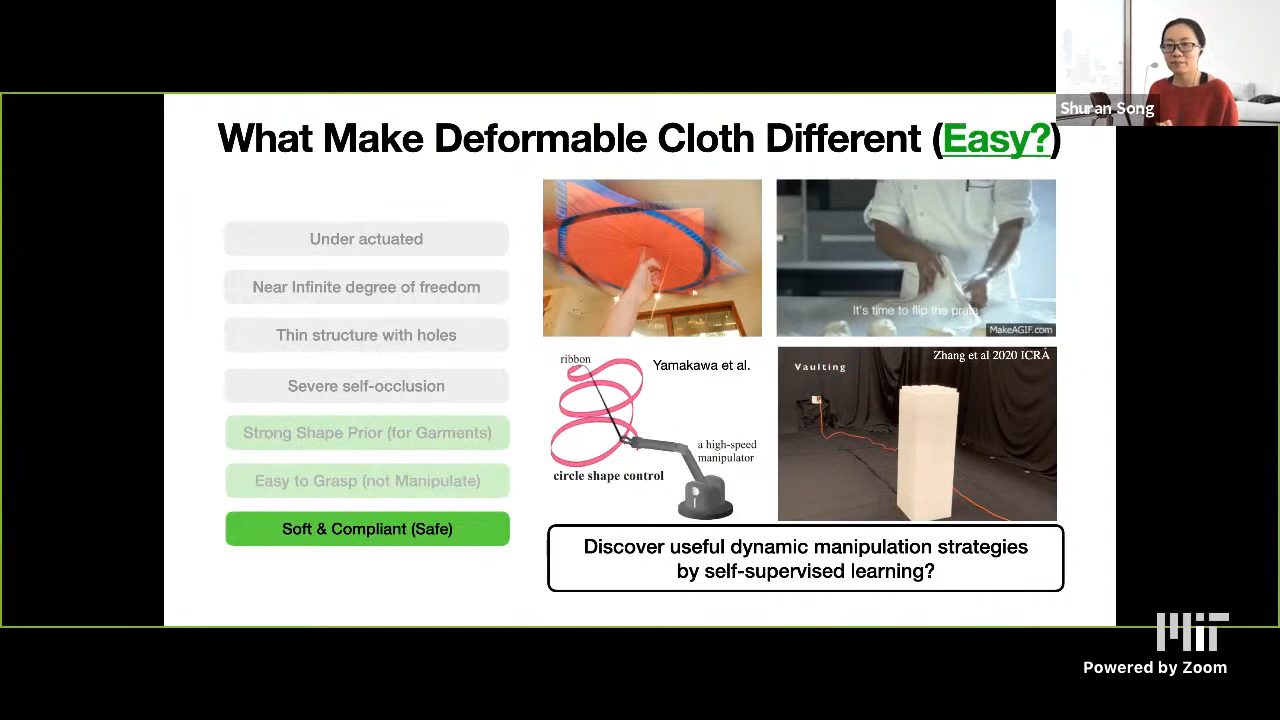 Shuran Song
What Make Deformable Cloth Different (Easy?)
Under actuated
Near Infinite degree of freedom
Thin structure with holes
Severe self-occlusion
Strong Shape Prior (for Garments)
Easy to Grasp (not Manipulate)
Soft & Compliant (Safe)
It's time to flip the prata
MakeAGIF.com
ribbon
Yamakawa et al.
a high-speed
manipulator
circle shape control
Zhang et al 2020 ICRA
Vaulting
Discover useful dynamic manipulation strategies
by self-supervised learning?
MIT
Powered by Zoom